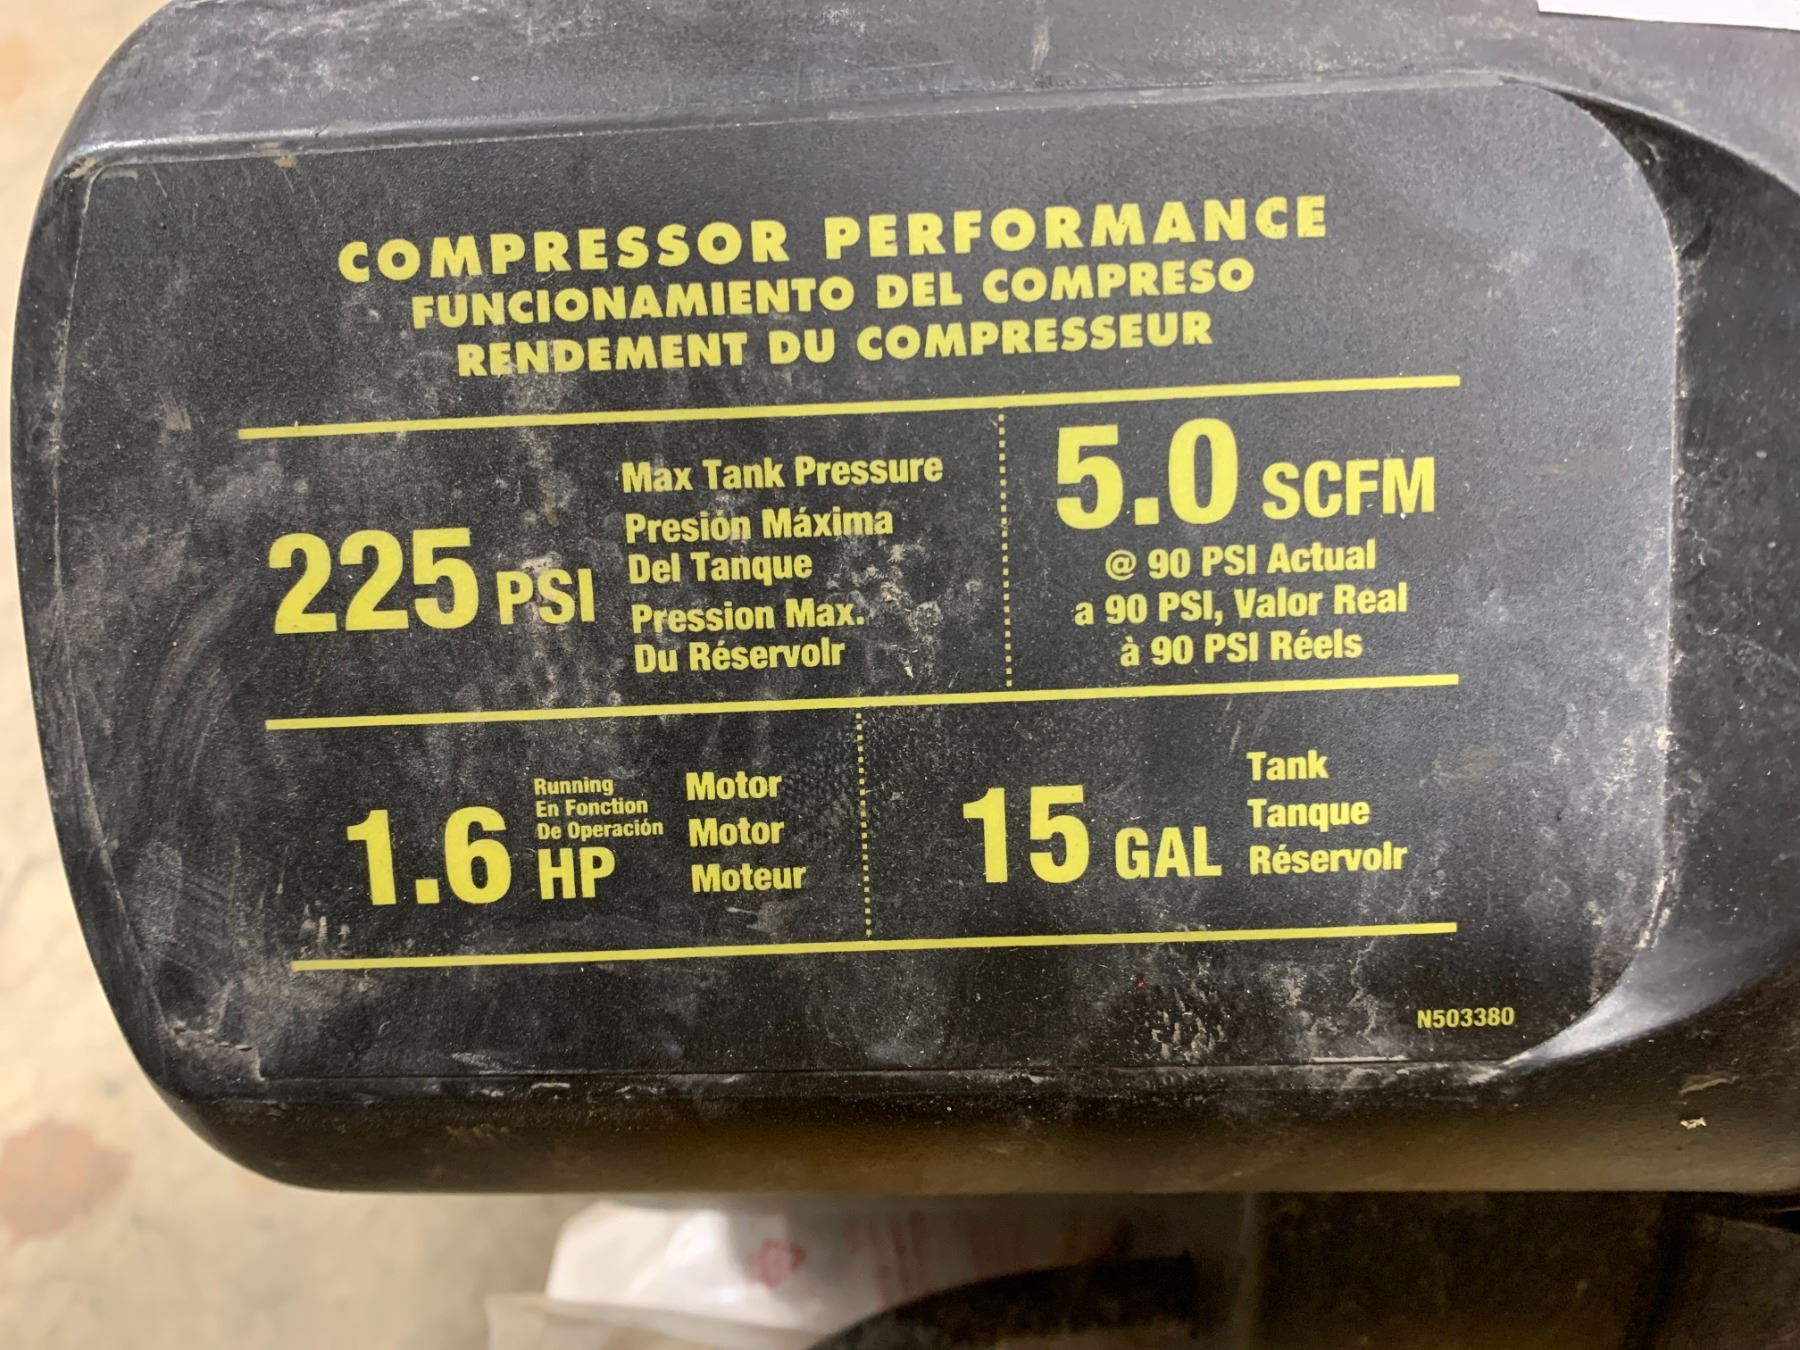 COMPRESSOR PERFORMANCE
FUNCIONAMIENTO DEL COMPRESO
RENDEMENT DU COMPRESSEUR
225 PSI
Max Tank Pressure
Presión Máxima
Del Tanque
Pression Max.
Du Réservolr
5.0 SCFM
@ 90 PSI Actual
a 90 PSI, Valor Real
à 90 PSI Réels
1.6
Running
En Fonction
De Operación
HP
Motor
Motor
Moteur
15 GAL
Tank
Tanque
Réservolr
N503380